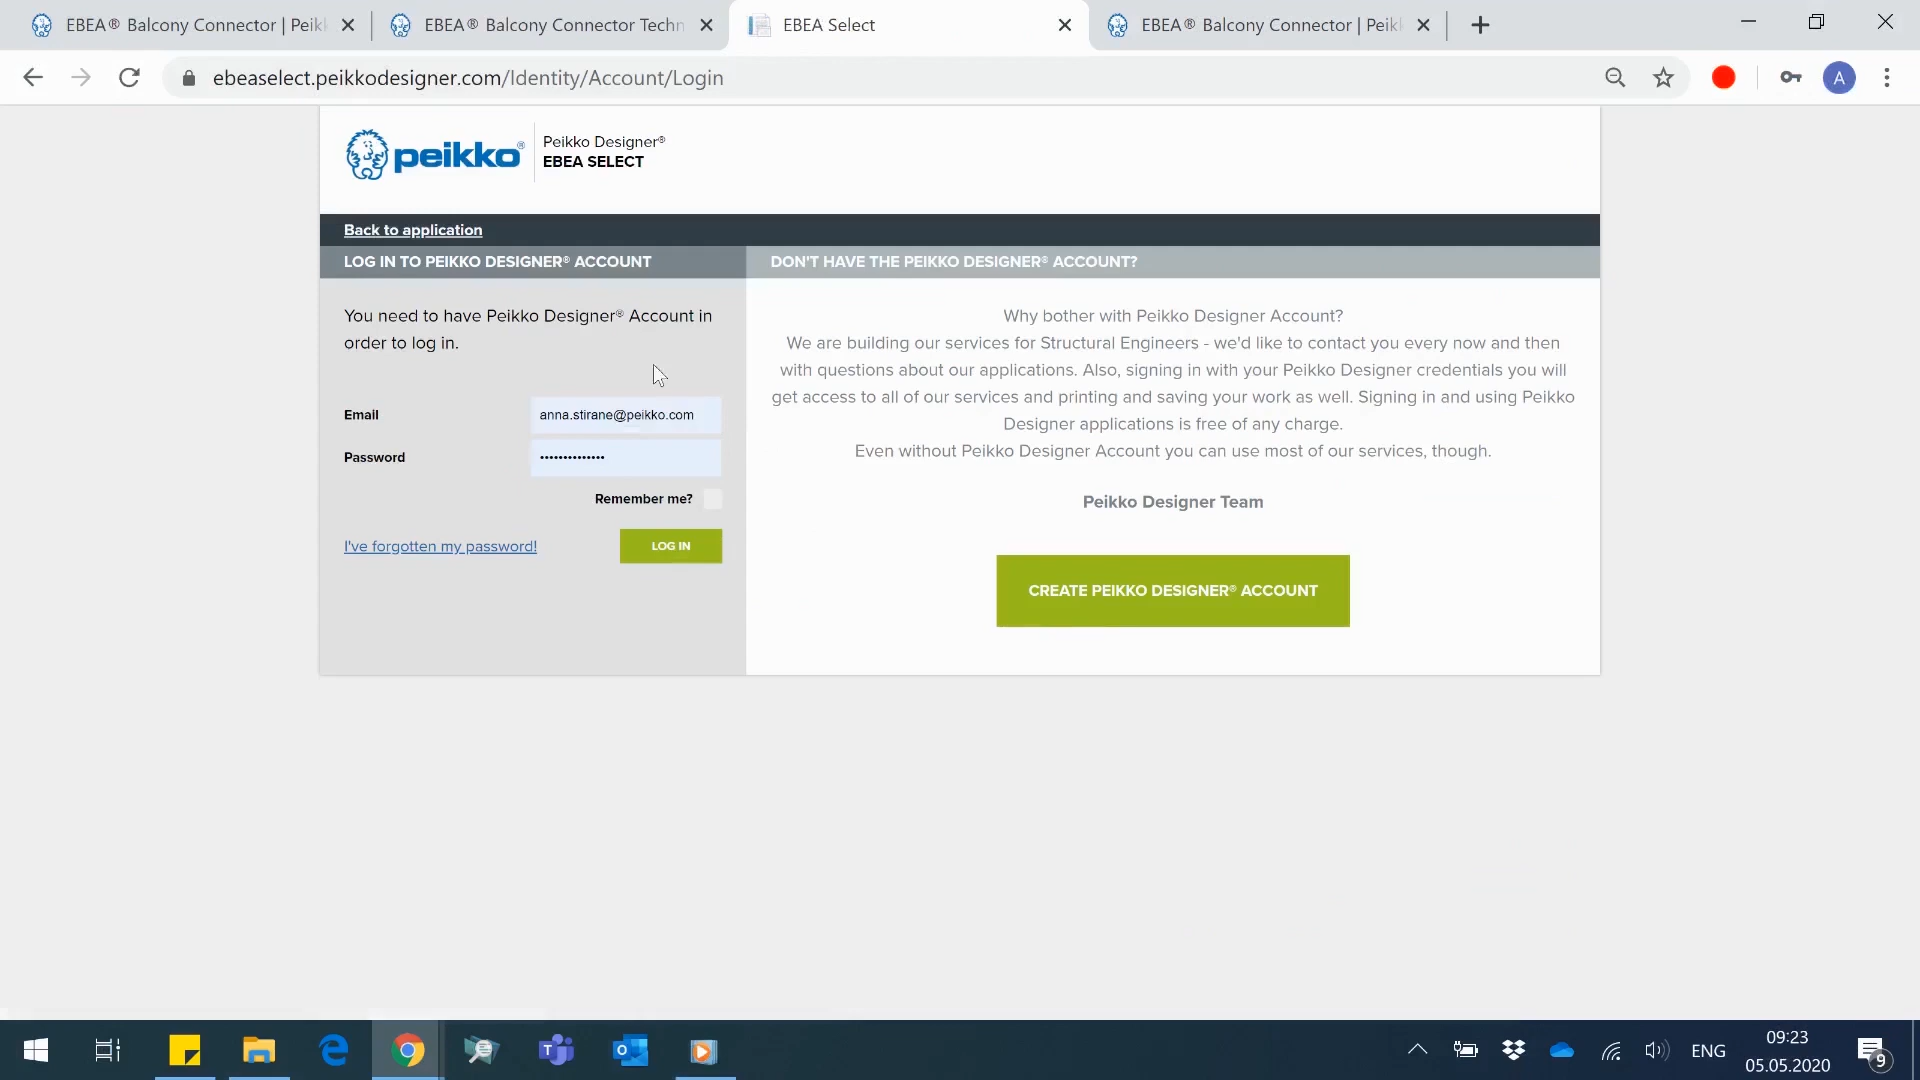 EBEA® Balcony Connector | Peikk
EBEA® Balcony Connector Techn
EBEA Select
EBEA® Balcony Connector | Peikk
ebeaselect.peikkodesigner.com/Identity/Account/Login
A
peikko®
Peikko Designer®
EBEA SELECT
Back to application
LOG IN TO PEIKKO DESIGNER® ACCOUNT
DON'T HAVE THE PEIKKO DESIGNER® ACCOUNT?
You need to have Peikko Designer® Account in
order to log in.
Email
anna.stirane@peikko.com
Password
••••••••••••••
Remember me?
I've forgotten my password!
LOG IN
Why bother with Peikko Designer Account?
We are building our services for Structural Engineers - we'd like to contact you every now and then
with questions about our applications. Also, signing in with your Peikko Designer credentials you will
get access to all of our services and printing and saving your work as well. Signing in and using Peikko
Designer applications is free of any charge.
Even without Peikko Designer Account you can use most of our services, though.
Peikko Designer Team
CREATE PEIKKO DESIGNER® ACCOUNT
ENG
09:23
05.05.2020
9